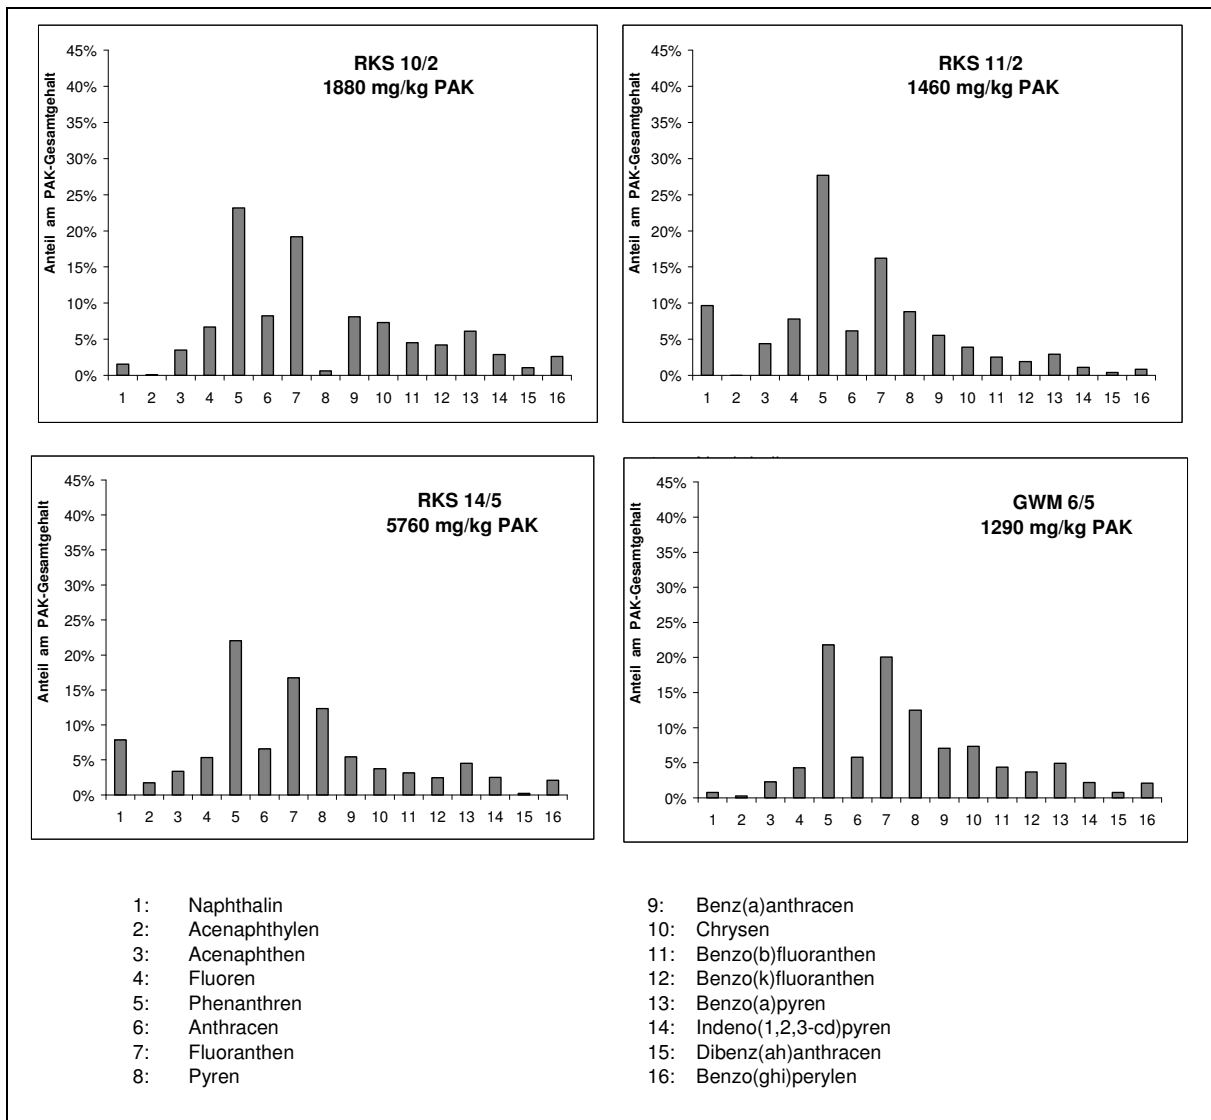 RKS 10/2
1880 mg/kg PAK
Anteil am PAK-Gesamtgehalt
45%
40%
35%
30%
25%
20%
15%
10%
5%
0%
1 2 3 4 5 6 7 8 9 10 11 12 13 14 15 16
RKS 11/2
1460 mg/kg PAK
Anteil am PAK-Gesamtgehalt
45%
40%
35%
30%
25%
20%
15%
10%
5%
0%
1 2 3 4 5 6 7 8 9 10 11 12 13 14 15 16
RKS 14/5
5760 mg/kg PAK
Anteil am PAK-Gesamtgehalt
45%
40%
35%
30%
25%
20%
15%
10%
5%
0%
1 2 3 4 5 6 7 8 9 10 11 12 13 14 15 16
GWM 6/5
1290 mg/kg PAK
Anteil am PAK-Gesamtgehalt
45%
40%
35%
30%
25%
20%
15%
10%
5%
0%
1 2 3 4 5 6 7 8 9 10 11 12 13 14 15 16
1: Naphthalin
2: Acenaphthylen
3: Acenaphthen
4: Fluoren
5: Phenanthren
6: Anthracen
7: Fluoranthen
8: Pyren
9: Benz(a)anthracen
10: Chrysen
11: Benzo(b)fluoranthen
12: Benzo(k)fluoranthen
13: Benzo(a)pyren
14: Indeno(1,2,3-cd)pyren
15: Dibenz(ah)anthracen
16: Benzo(ghi)perylen